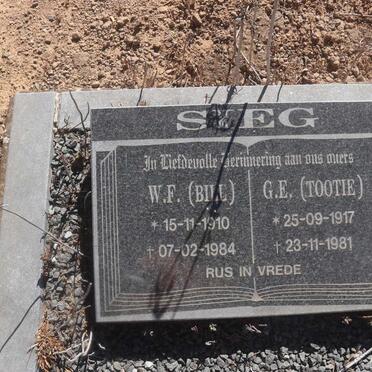 STEG
In Liefdevolle herinnering aan ons ouers
W.F. (BILL) G.E. (TOOTIE)
* 15-11-1910 * 25-09-1917
† 07-02-1984 † 23-11-1981
RUS IN VREDE